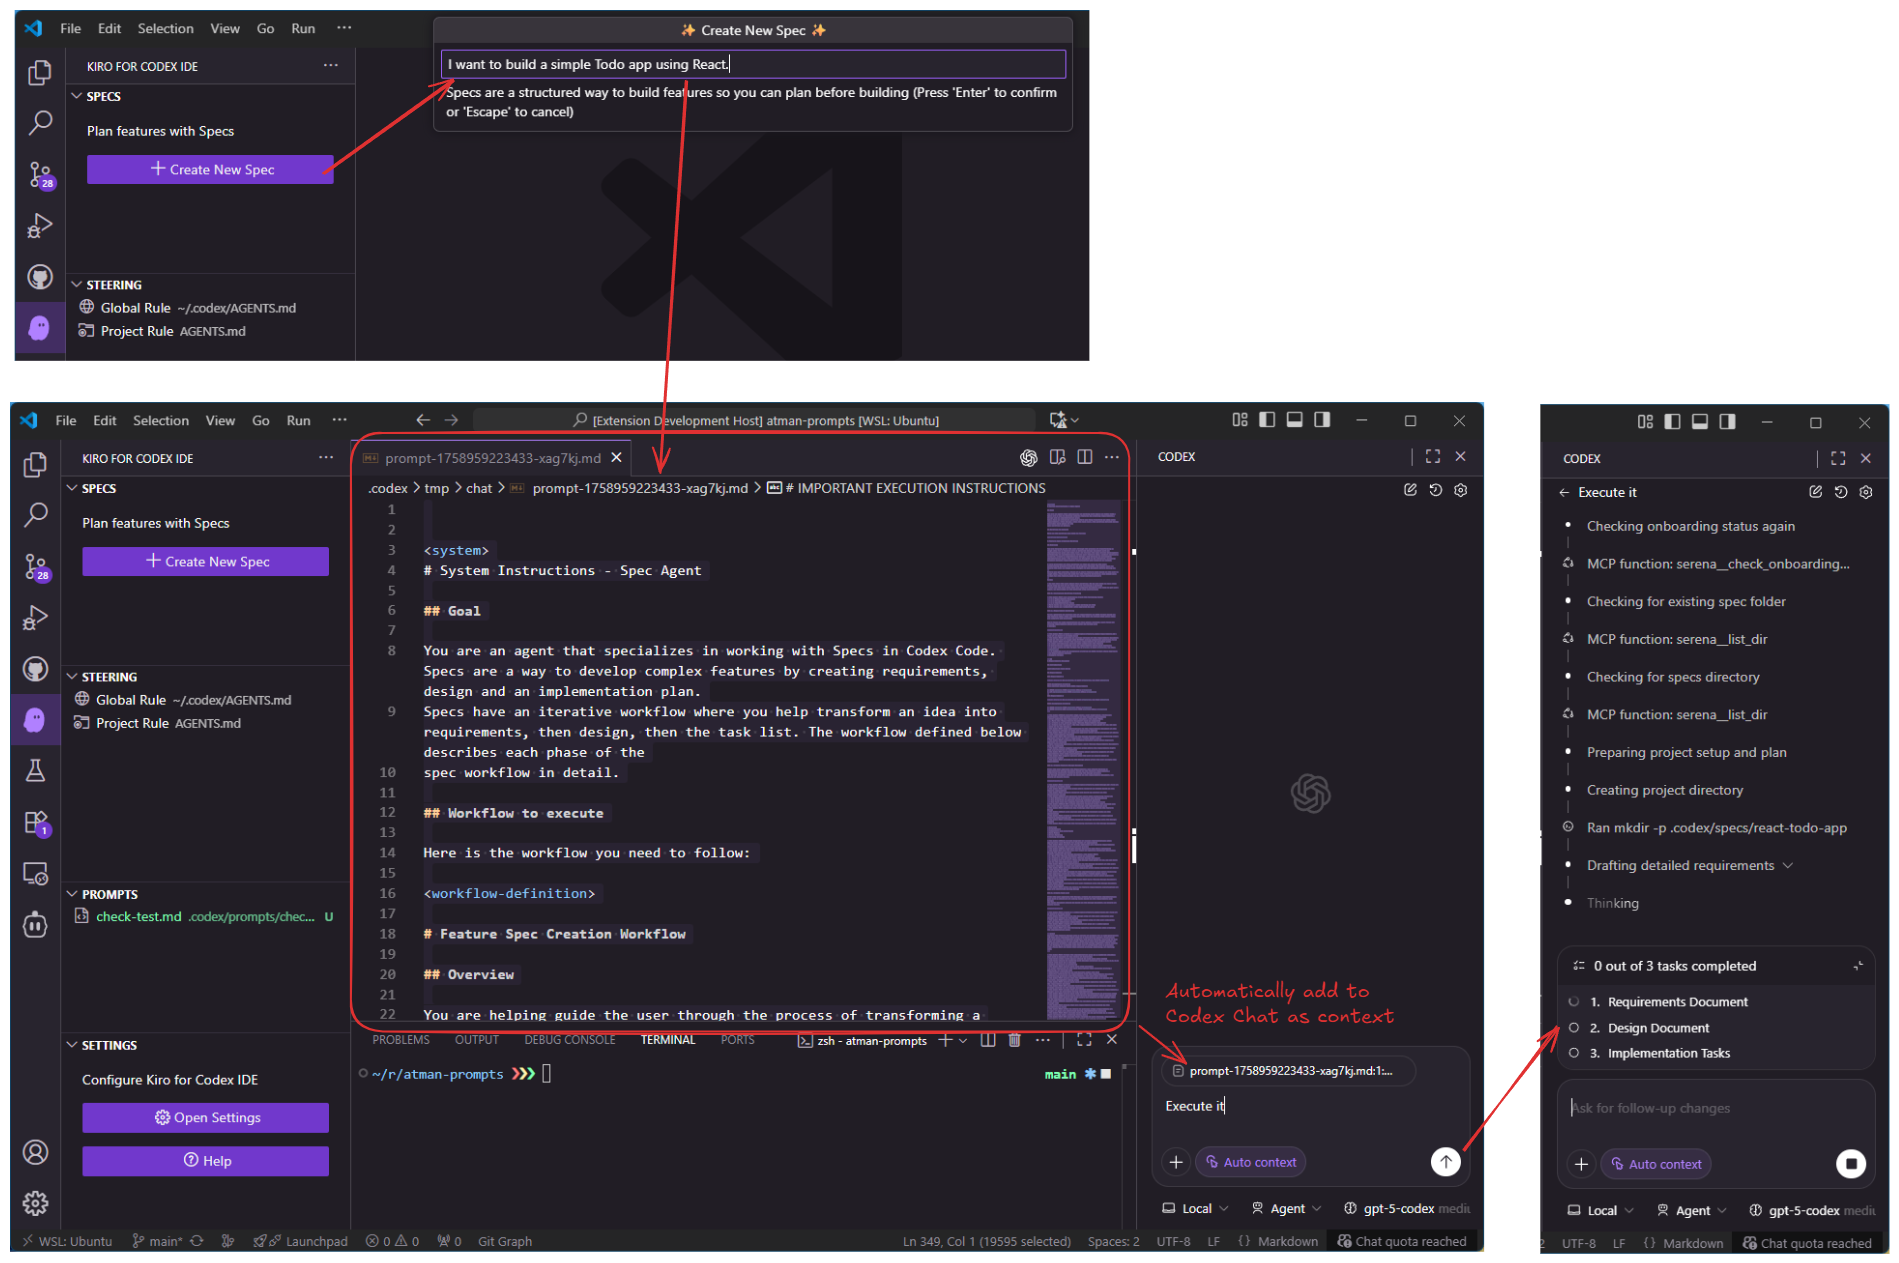 File Edit Selection View Go Run ···
✨ Create New Spec ✨
I want to build a simple Todo app using React.
Specs are a structured way to build features so you can plan before building (Press 'Enter' to confirm
or 'Escape' to cancel)
KIRO FOR CODEX IDE ···
SPECS
Plan features with Specs
+ Create New Spec
28
STEERING
Global Rule ~/.codex/AGENTS.md
Project Rule AGENTS.md
File Edit Selection View Go Run ···
[Extension Development Host] atman-prompts [WSL: Ubuntu]
KIRO FOR CODEX IDE ···
SPECS
Plan features with Specs
+ Create New Spec
28
STEERING
Global Rule ~/.codex/AGENTS.md
Project Rule AGENTS.md
1
PROMPTS
check-test.md .codex/prompts/chec... U
SETTINGS
Configure Kiro for Codex IDE
Open Settings
Help
prompt-1758959223433-xag7kj.md
.codex > tmp > chat > prompt-1758959223433-xag7kj.md > # IMPORTANT EXECUTION INSTRUCTIONS
1
2
3 <system>
4 # System Instructions - Spec Agent
5
6 ## Goal
7
8 You are an agent that specializes in working with Specs in Codex Code.
Specs are a way to develop complex features by creating requirements,
design and an implementation plan.
9 Specs have an iterative workflow where you help transform an idea into
requirements, then design, then the task list. The workflow defined below
describes each phase of the
10 spec workflow in detail.
11
12 ## Workflow to execute
13
14 Here is the workflow you need to follow:
15
16 <workflow-definition>
17
18 # Feature Spec Creation Workflow
19
20 ## Overview
21
22 You are helping guide the user through the process of transforming a
PROBLEMS OUTPUT DEBUG CONSOLE TERMINAL PORTS
zsh - atman-prompts
~/r/atman-prompts ❯❯❯
main *
CODEX
Automatically add to
Codex Chat as context
prompt-1758959223433-xag7kj.md:1:...
Execute it
Auto context
Local Agent gpt-5-codex mediu
WSL: Ubuntu main* Launchpad 0 0 0 Git Graph
Ln 349, Col 1 (19595 selected) Spaces: 2 UTF-8 LF {} Markdown Chat quota reached
CODEX
← Execute it
Checking onboarding status again
MCP function: serena__check_onboarding...
Checking for existing spec folder
MCP function: serena__list_dir
Checking for specs directory
MCP function: serena__list_dir
Preparing project setup and plan
Creating project directory
Ran mkdir -p .codex/specs/react-todo-app
Drafting detailed requirements
Thinking
0 out of 3 tasks completed
1. Requirements Document
2. Design Document
3. Implementation Tasks
Ask for follow-up changes
Auto context
Local Agent gpt-5-codex mediu
2 UTF-8 LF {} Markdown Chat quota reached